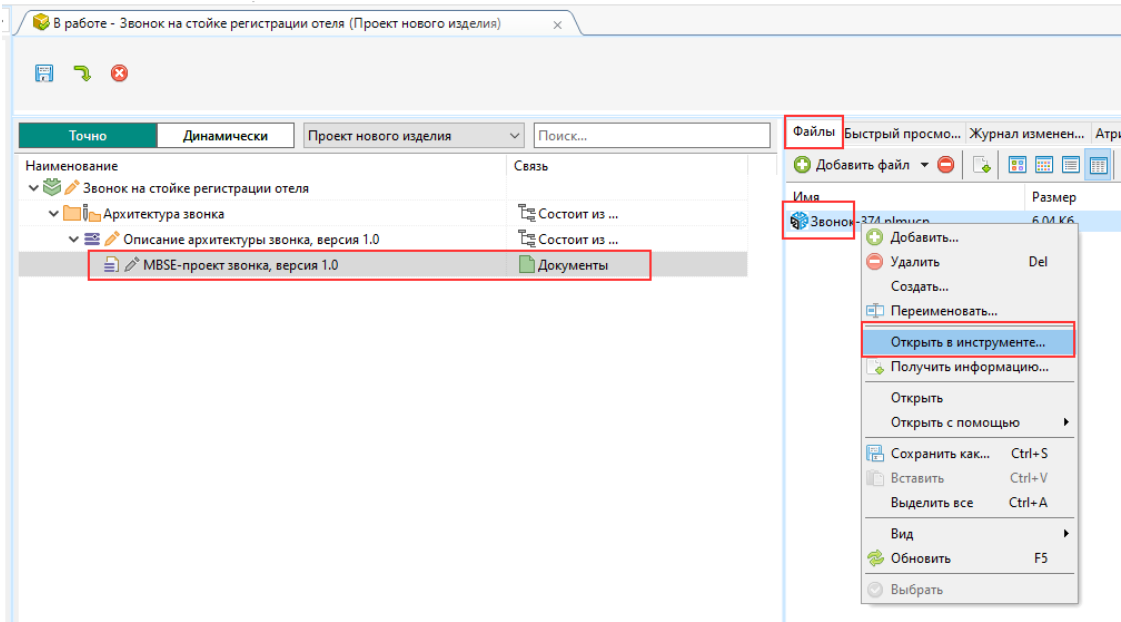 В работе - Звонок на стойке регистрации отеля (Проект нового изделия)
Точно Динамически Проект нового изделия Поиск...
Наименование Связь
Звонок на стойке регистрации отеля
Архитектура звонка Состоит из ...
Описание архитектуры звонка, версия 1.0 Состоит из ...
MBSE-проект звонка, версия 1.0 Документы
Файлы Быстрый просмо... Журнал изменен... Атри
Добавить файл
Имя Размер
Звонок-374.plmucn 6,04 Кб
Добавить...
Удалить Del
Создать...
Переименовать...
Открыть в инструменте...
Получить информацию...
Открыть
Открыть с помощью
Сохранить как... Ctrl+S
Вставить Ctrl+V
Выделить все Ctrl+A
Вид
Обновить F5
Выбрать